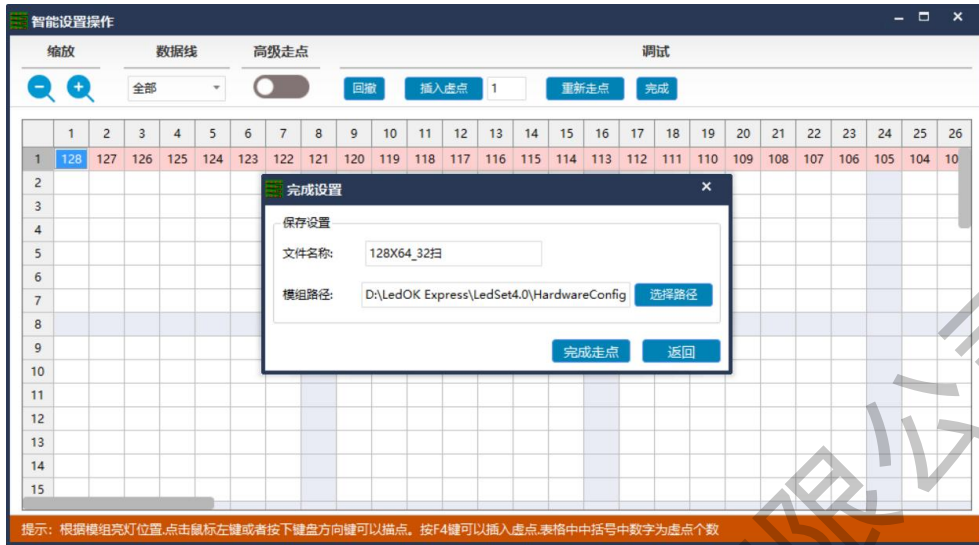 智能设置操作
缩放 数据线 高级走点 调试
全部 回撤 插入虚点 1 重新走点 完成
1 2 3 4 5 6 7 8 9 10 11 12 13 14 15 16 17 18 19 20 21 22 23 24 25 26
1 128 127 126 125 124 123 122 121 120 119 118 117 116 115 114 113 112 111 110 109 108 107 106 105 104 10
2
3
4
5
6
7
8
9
10
11
12
13
14
15
完成设置
保存设置
文件名称: 128X64_32扫
模组路径: D:\LedOK Express\LedSet4.0\HardwareConfig 选择路径
完成走点 返回
提示: 根据模组亮灯位置.点击鼠标左键或者按下键盘方向键可以描点。按F4键可以插入虚点.表格中中括号中数字为虚点个数
限公司